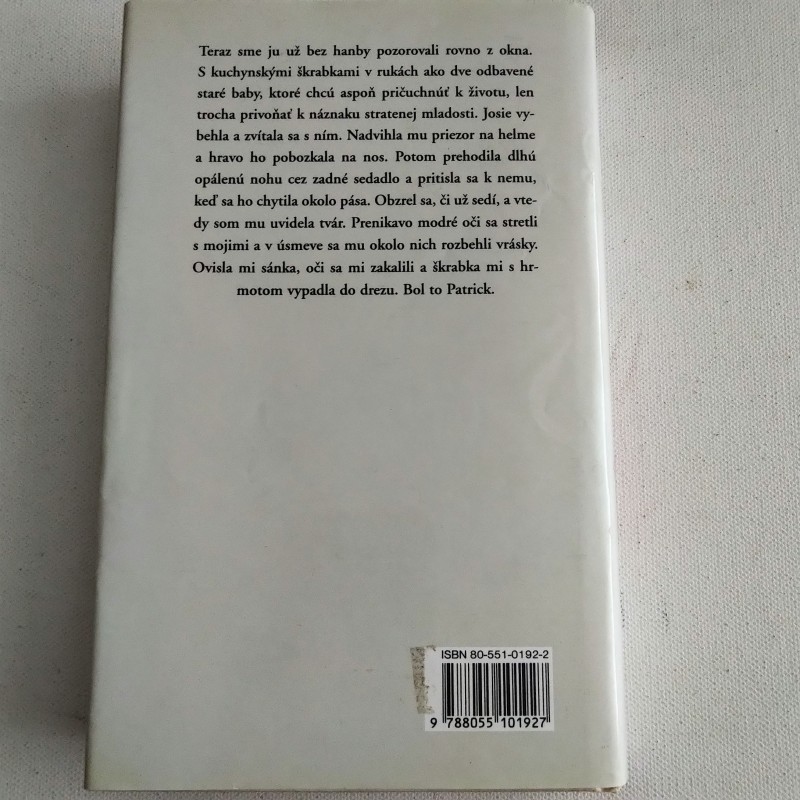 Teraz sme ju už bez hanby pozorovali rovno z okna.
S kuchynskými škrabkami v rukách ako dve odbavené
staré baby, ktoré chcú aspoň pričuchnúť k životu, len
trocha privoňať k náznaku stratenej mladosti. Josie vy-
behla a zvítala sa s ním. Nadvihla mu priezor na helme
a hravo ho pobozkala na nos. Potom prehodila dlhú
opálenú nohu cez zadné sedadlo a pritisla sa k nemu,
keď sa ho chytila okolo pása. Obzrel sa, či už sedí, a vte-
dy som mu uvidela tvár. Prenikavo modré oči sa stretli
s mojimi a v úsmeve sa mu okolo nich rozbehli vrásky.
Ovisla mi sánka, oči sa mi zakalili a škrabka mi s hr-
motom vypadla do drezu. Bol to Patrick.
ISBN 80-551-0192-2
9 788055 101927